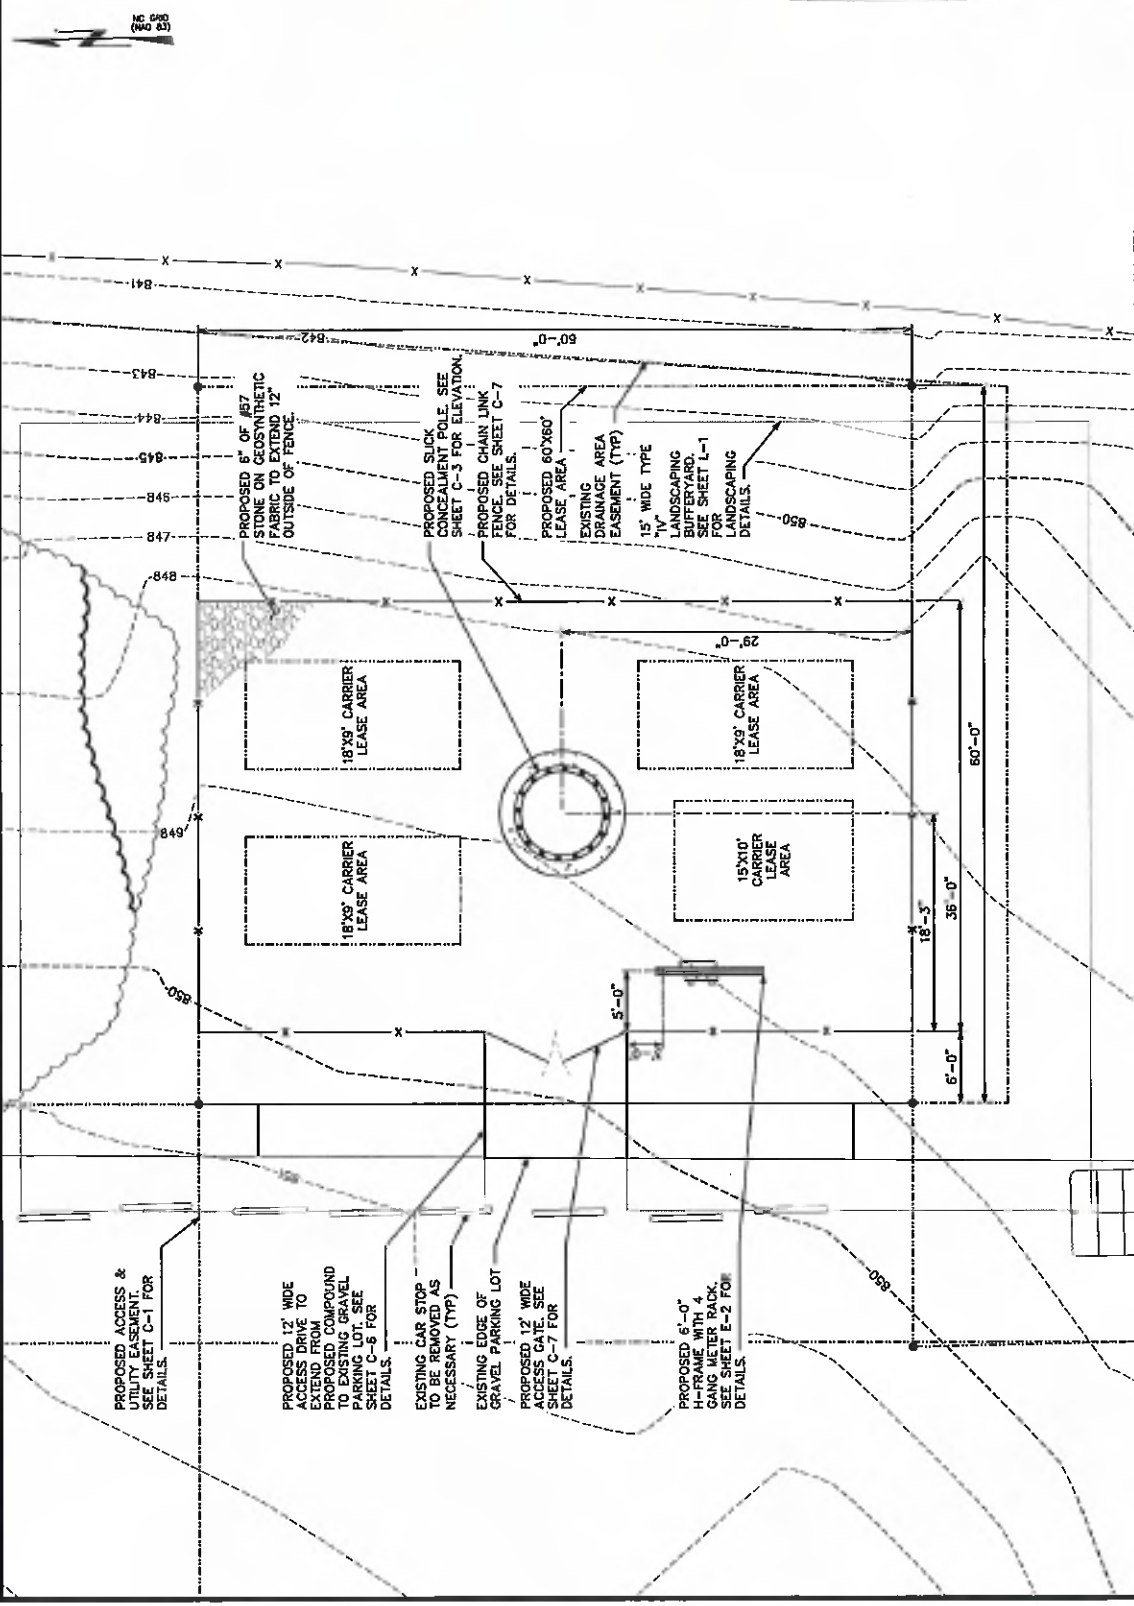 NC GRID
(NAD 83)
841
842
843
844
845
846
847
848
849
850
850
850
851
60'-0"
PROPOSED 6" OF #57
STONE ON GEOSYNTHETIC
FABRIC TO EXTEND 12"
OUTSIDE OF FENCE.
PROPOSED SLICK
CONCEALMENT POLE. SEE
SHEET C-3 FOR ELEVATION.
PROPOSED CHAIN LINK
FENCE. SEE SHEET C-7
FOR DETAILS.
PROPOSED 60'X60'
LEASE AREA
EXISTING
DRAINAGE AREA
EASEMENT (TYP)
15' WIDE TYPE
"IV"
LANDSCAPING
BUFFERYARD.
SEE SHEET L-1
FOR
LANDSCAPING
DETAILS.
18'X9' CARRIER
LEASE AREA
18'X9' CARRIER
LEASE AREA
18'X9' CARRIER
LEASE AREA
15'X10'
CARRIER
LEASE
AREA
29'-0"
60'-0"
36'-0"
18'-3"
6'-0"
5'-0"
PROPOSED ACCESS &
UTILITY EASEMENT.
SEE SHEET C-1 FOR
DETAILS.
PROPOSED 12' WIDE
ACCESS DRIVE TO
EXTEND FROM
PROPOSED COMPOUND
TO EXISTING GRAVEL
PARKING LOT. SEE
SHEET C-6 FOR
DETAILS.
EXISTING CAR STOP
TO BE REMOVED AS
NECESSARY (TYP)
EXISTING EDGE OF
GRAVEL PARKING LOT
PROPOSED 12' WIDE
ACCESS GATE. SEE
SHEET C-7 FOR
DETAILS.
PROPOSED 6'-0"
H-FRAME WITH 4
GANG METER RACK.
SEE SHEET E-2 FOR
DETAILS.